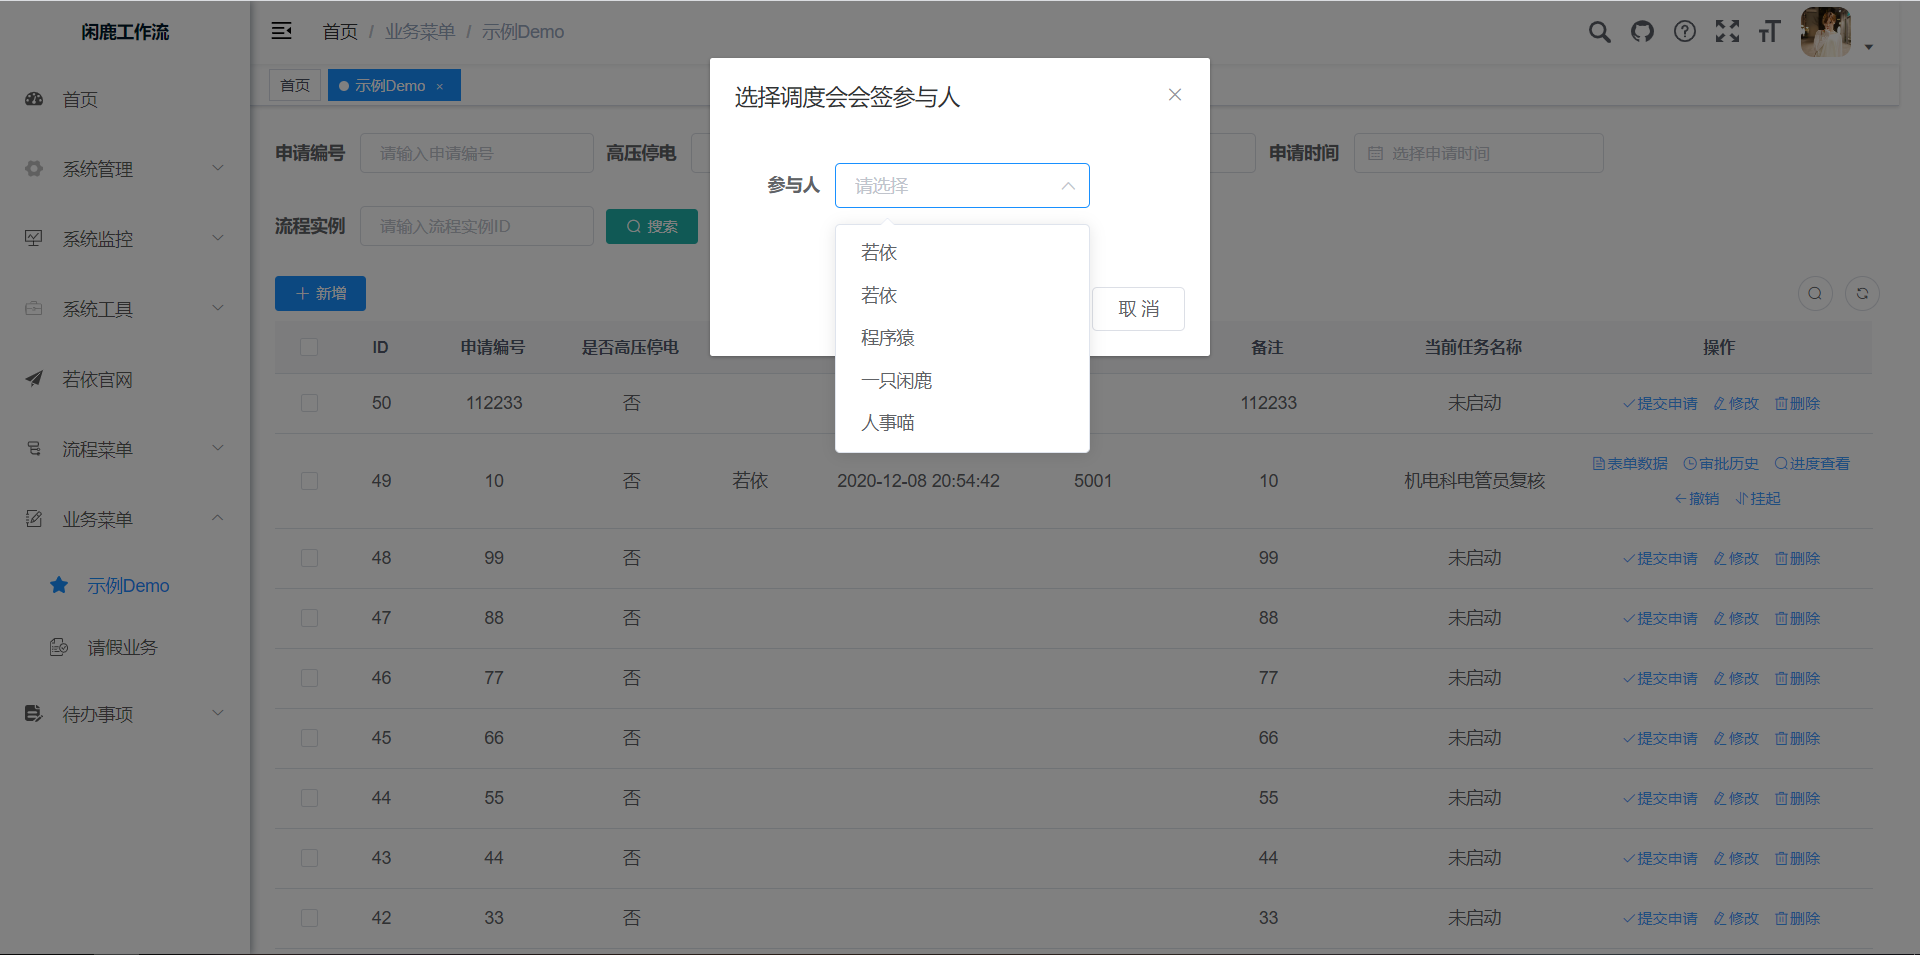 闲鹿工作流
首页 / 业务菜单 / 示例Demo
首页
示例Demo ×
首页
系统管理
系统监控
系统工具
若依官网
流程菜单
业务菜单
示例Demo
请假业务
待办事项
选择调度会会签参与人
参与人 请选择
若依
若依
程序猿
一只闲鹿
人事喵
取 消
申请编号 请输入申请编号 高压停电 申请时间 选择申请时间
流程实例 请输入流程实例ID 搜索
新增
ID 申请编号 是否高压停电 备注 当前任务名称 操作
50 112233 否 112233 未启动 提交申请 修改 删除
49 10 否 若依 2020-12-08 20:54:42 5001 10 机电科电管员复核 表单数据 审批历史 进度查看
撤销 挂起
48 99 否 99 未启动 提交申请 修改 删除
47 88 否 88 未启动 提交申请 修改 删除
46 77 否 77 未启动 提交申请 修改 删除
45 66 否 66 未启动 提交申请 修改 删除
44 55 否 55 未启动 提交申请 修改 删除
43 44 否 44 未启动 提交申请 修改 删除
42 33 否 33 未启动 提交申请 修改 删除